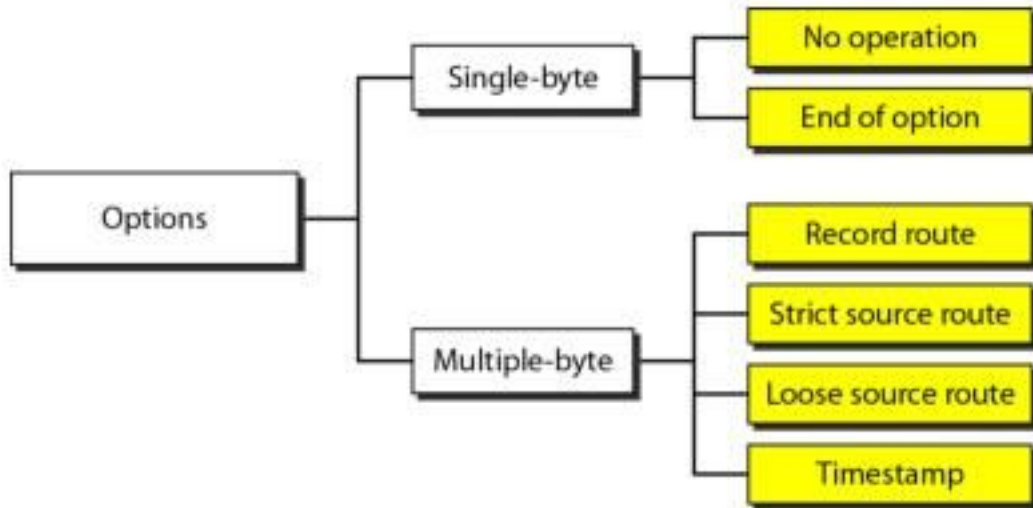 Options
Single-byte
No operation
End of option
Multiple-byte
Record route
Strict source route
Loose source route
Timestamp